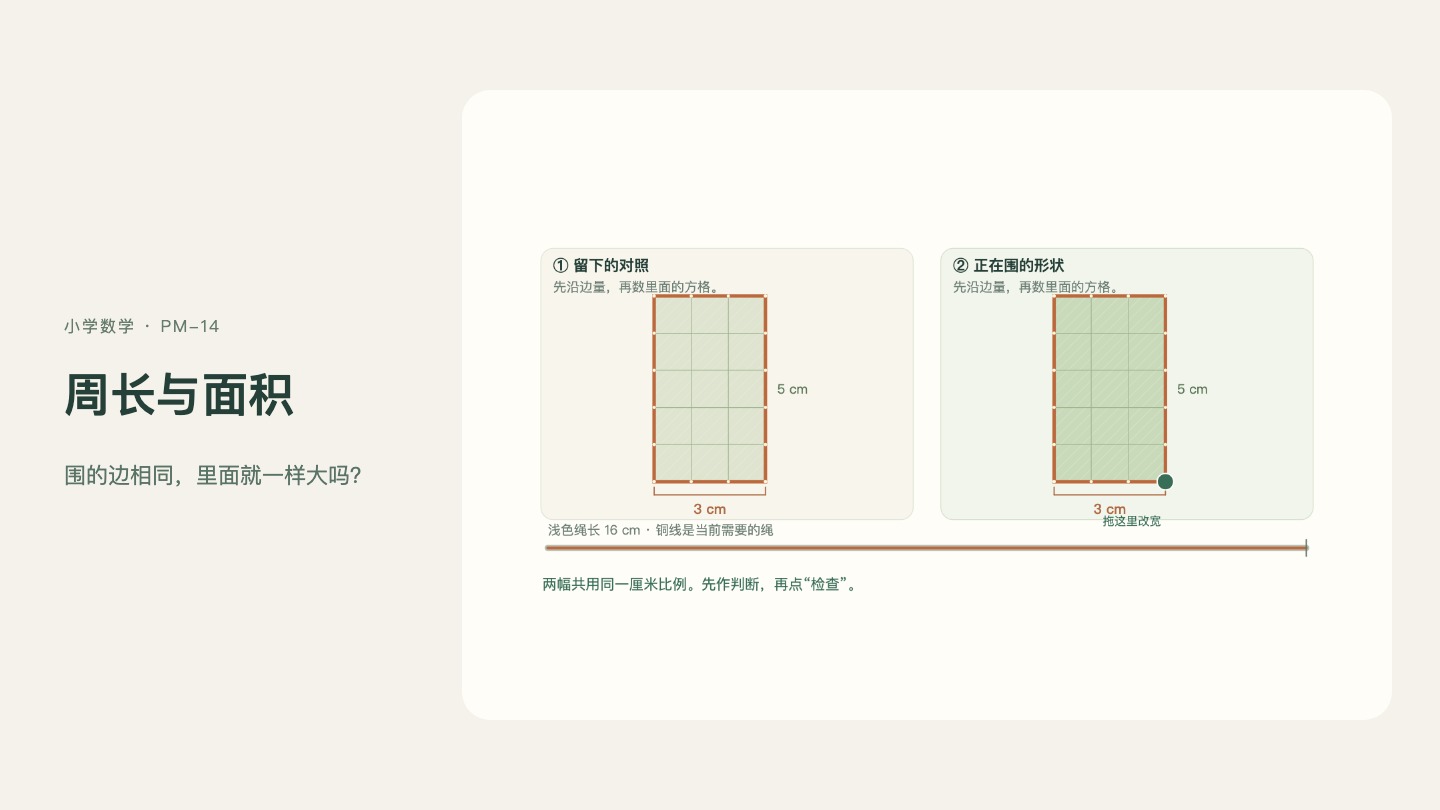 小学数学 · PM–14
周长与面积
围的边相同，里面就一样大吗？
① 留下的对照
先沿边量，再数里面的方格。
5 cm
3 cm
② 正在围的形状
先沿边量，再数里面的方格。
5 cm
3 cm
拖这里改宽
浅色绳长 16 cm · 铜线是当前需要的绳
两幅共用同一厘米比例。先作判断，再点“检查”。